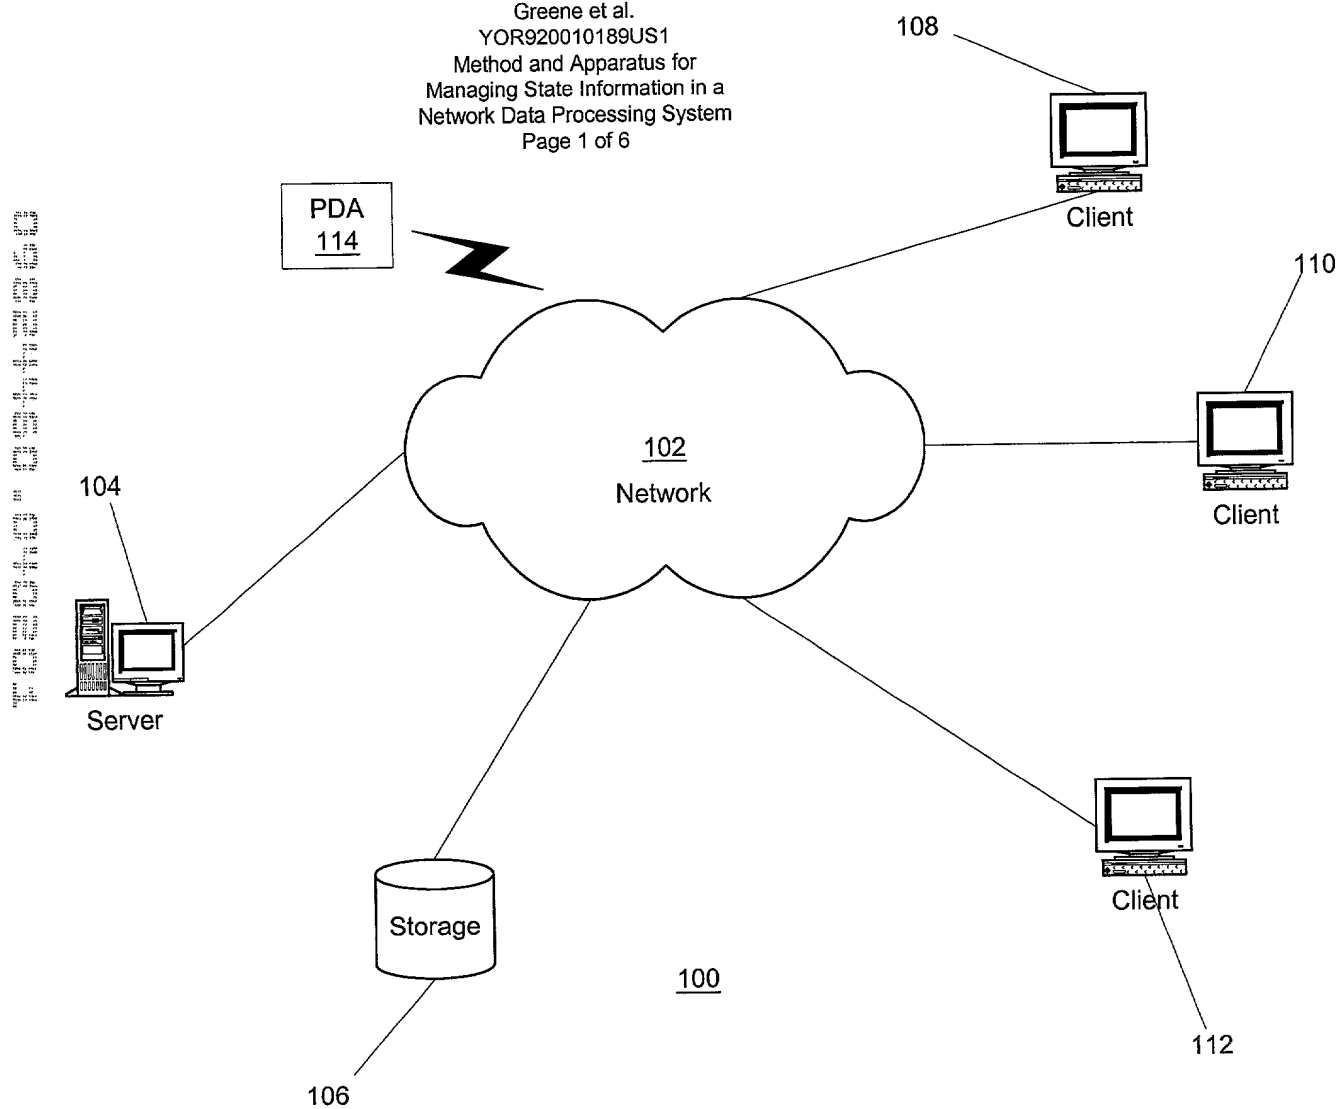 Greene et al.
YOR920010189US1
Method and Apparatus for
Managing State Information in a
Network Data Processing System
Page 1 of 6
108
PDA
114
Client
110
102
Network
Client
104
Server
Client
Storage
100
112
106